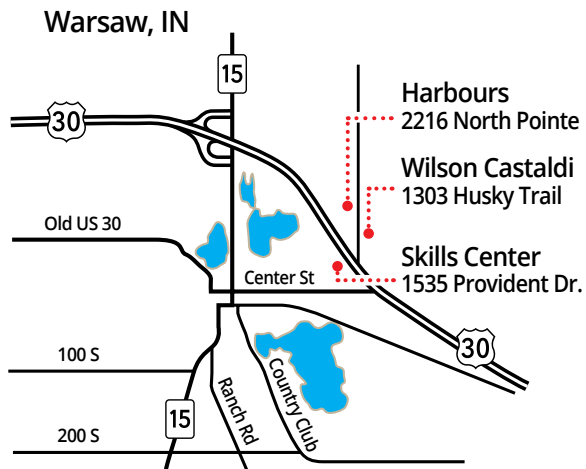 Warsaw, IN
15
30
Harbours
2216 North Pointe
Wilson Castaldi
1303 Husky Trail
Old US 30
Skills Center
1535 Provident Dr.
Center St
30
100 S
Country Club
Ranch Rd
15
200 S